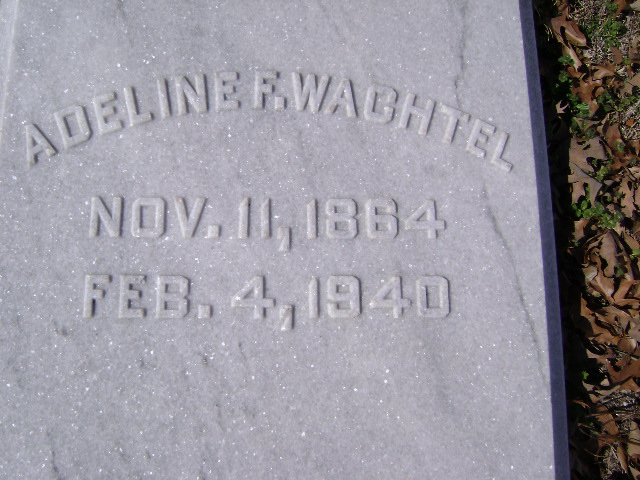 ADELINE F. WACHTEL
NOV. 11, 1864
FEB. 4, 1940